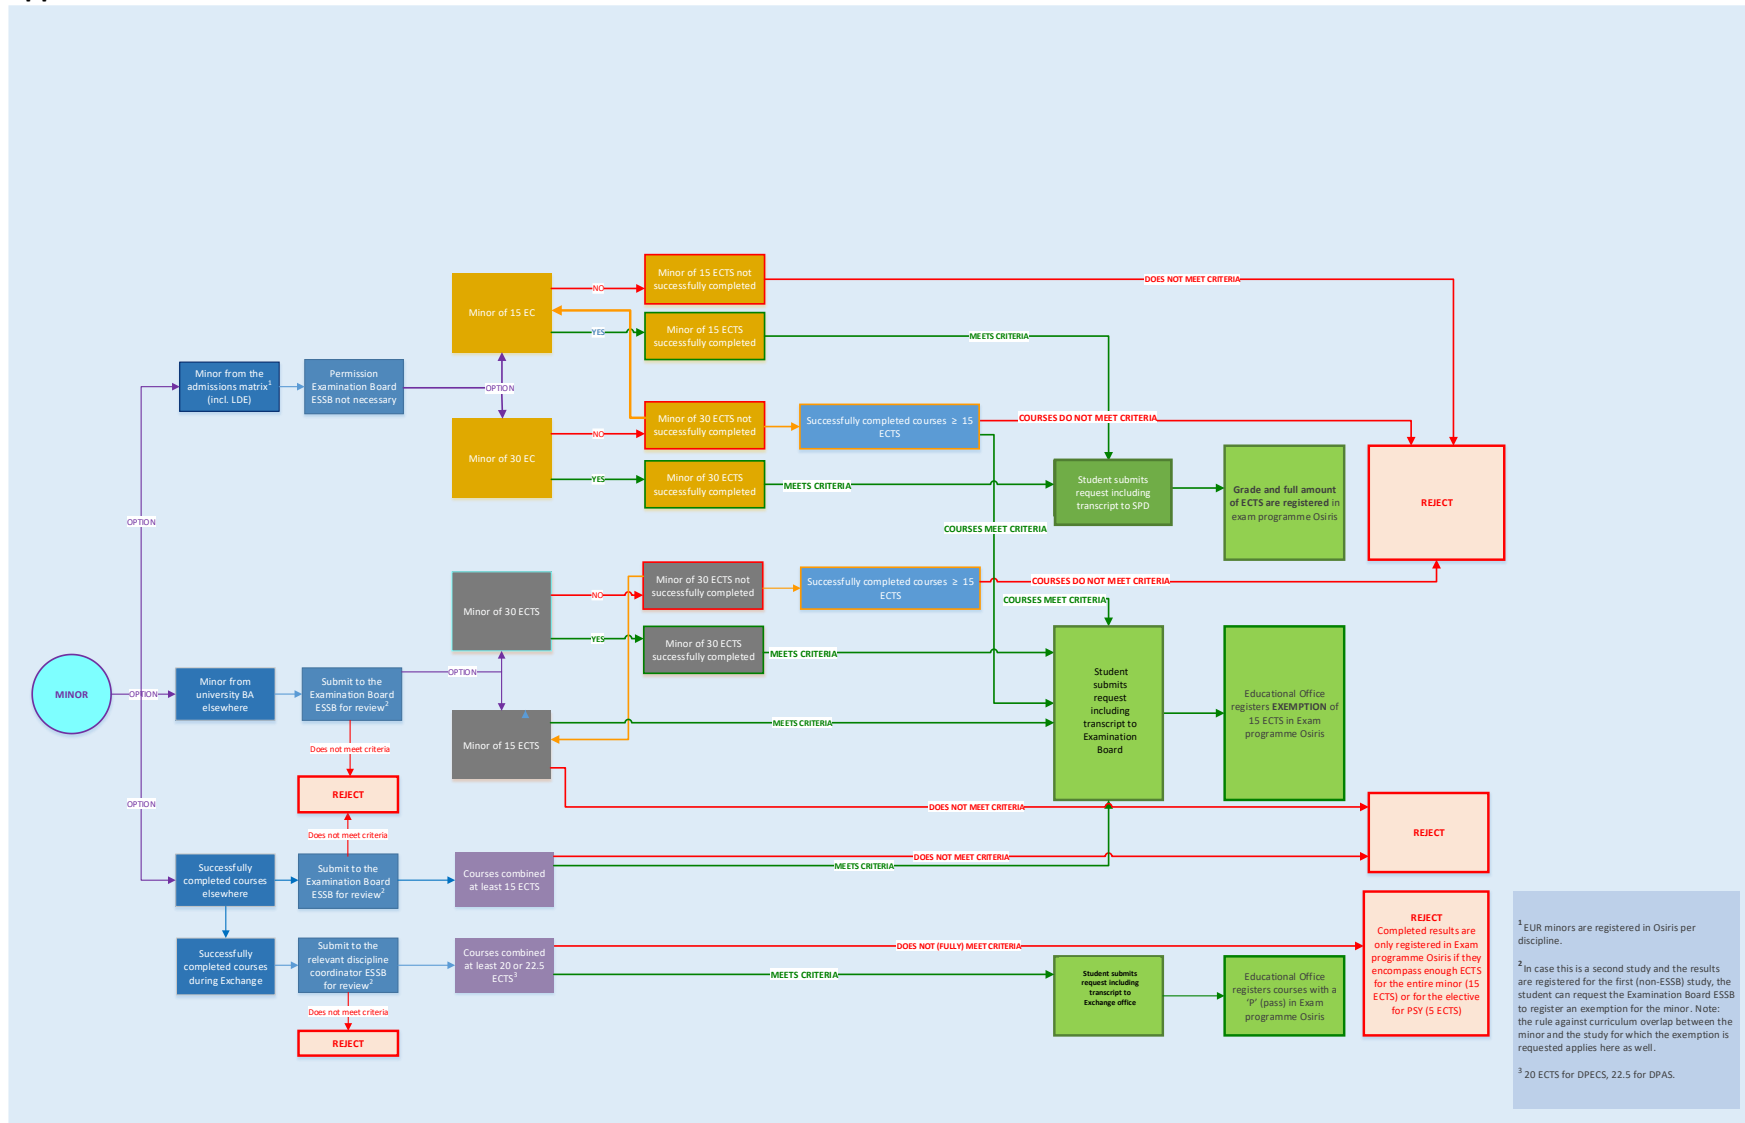 Minor of 15 ECTS not
successfully completed
DOES NOT MEET CRITERIA
NO
Minor of 15 EC
YES
Minor of 15 ECTS
successfully completed
MEETS CRITERIA
Minor from the
admissions matrix1
(incl. LDE)
Permission
Examination Board
ESSB not necessary
OPTION
Minor of 30 ECTS not
successfully completed
Successfully completed courses ≥ 15
ECTS
COURSES DO NOT MEET CRITERIA
NO
Minor of 30 EC
YES
Minor of 30 ECTS
successfully completed
MEETS CRITERIA
Student submits
request including
transcript to SPD
Grade and full amount
of ECTS are registered in
exam programme Osiris
REJECT
OPTION
COURSES MEET CRITERIA
Minor of 30 ECTS not
successfully completed
Successfully completed courses ≥ 15
ECTS
COURSES DO NOT MEET CRITERIA
NO
COURSES MEET CRITERIA
Minor of 30 ECTS
YES
Minor of 30 ECTS
successfully completed
MEETS CRITERIA
OPTION
MINOR
OPTION
Minor from
university BA
elsewhere
Submit to the
Examination Board
ESSB for review2
Student
submits
request
including
transcript to
Examination
Board
Educational Office
registers EXEMPTION of
15 ECTS in Exam
programme Osiris
MEETS CRITERIA
Minor of 15 ECTS
Does not meet criteria
REJECT
OPTION
DOES NOT MEET CRITERIA
REJECT
Does not meet criteria
Successfully
completed courses
elsewhere
Submit to the
Examination Board
ESSB for review2
Courses combined
at least 15 ECTS
DOES NOT MEET CRITERIA
MEETS CRITERIA
Successfully
completed courses
during Exchange
Submit to the
relevant discipline
coordinator ESSB
for review2
Courses combined
at least 20 or 22.5
ECTS3
DOES NOT (FULLY) MEET CRITERIA
MEETS CRITERIA
Student submits
request including
transcript to
Exchange office
Educational Office
registers courses with a
‘P’ (pass) in Exam
programme Osiris
REJECT
Completed results are
only registered in Exam
programme Osiris if they
encompass enough ECTS
for the entire minor (15
ECTS) or for the elective
for PSY (5 ECTS)
Does not meet criteria
REJECT
1 EUR minors are registered in Osiris per
discipline.
2 In case this is a second study and the results
are registered for the first (non-ESSB) study, the
student can request the Examination Board ESSB
to register an exemption for the minor. Note:
the rule against curriculum overlap between the
minor and the study for which the exemption is
requested applies here as well.
3 20 ECTS for DPECS, 22.5 for DPAS.